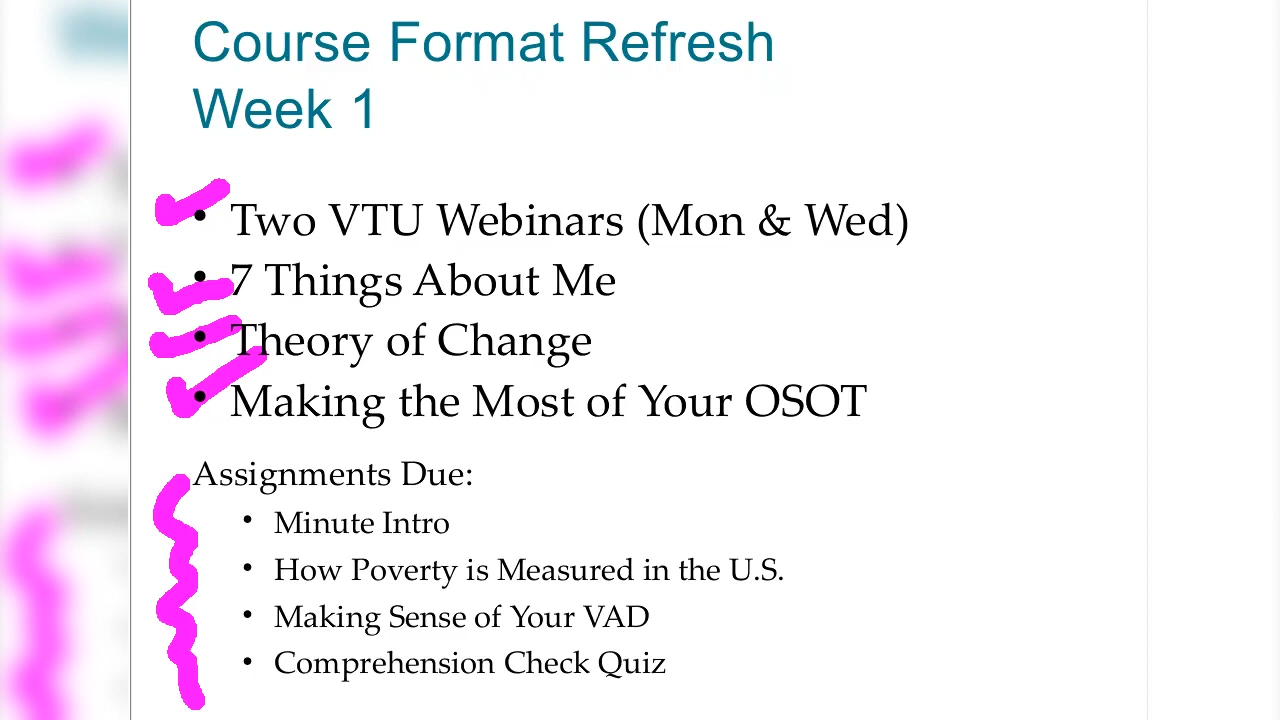 Course Format Refresh
Week 1
• Two VTU Webinars (Mon & Wed)
• 7 Things About Me
• Theory of Change
• Making the Most of Your OSOT
Assignments Due:
• Minute Intro
• How Poverty is Measured in the U.S.
• Making Sense of Your VAD
• Comprehension Check Quiz